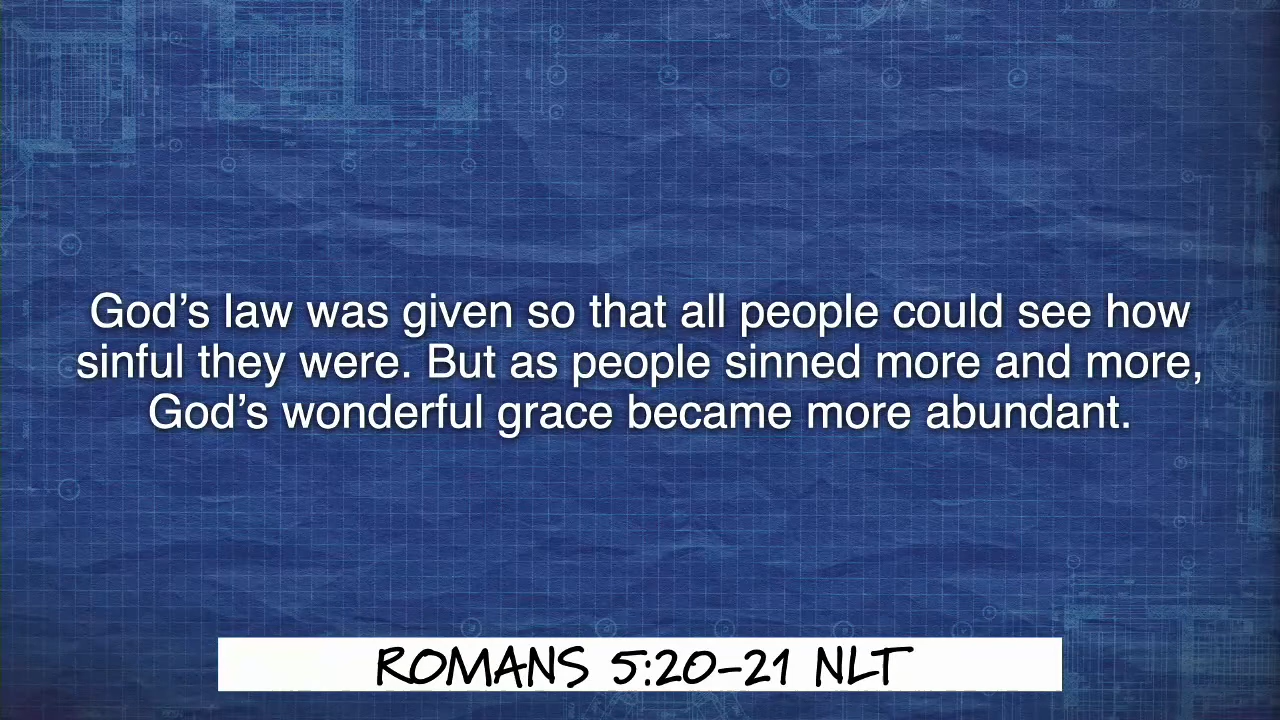 God’s law was given so that all people could see how
sinful they were. But as people sinned more and more,
God’s wonderful grace became more abundant.
ROMANS 5:20-21 NLT